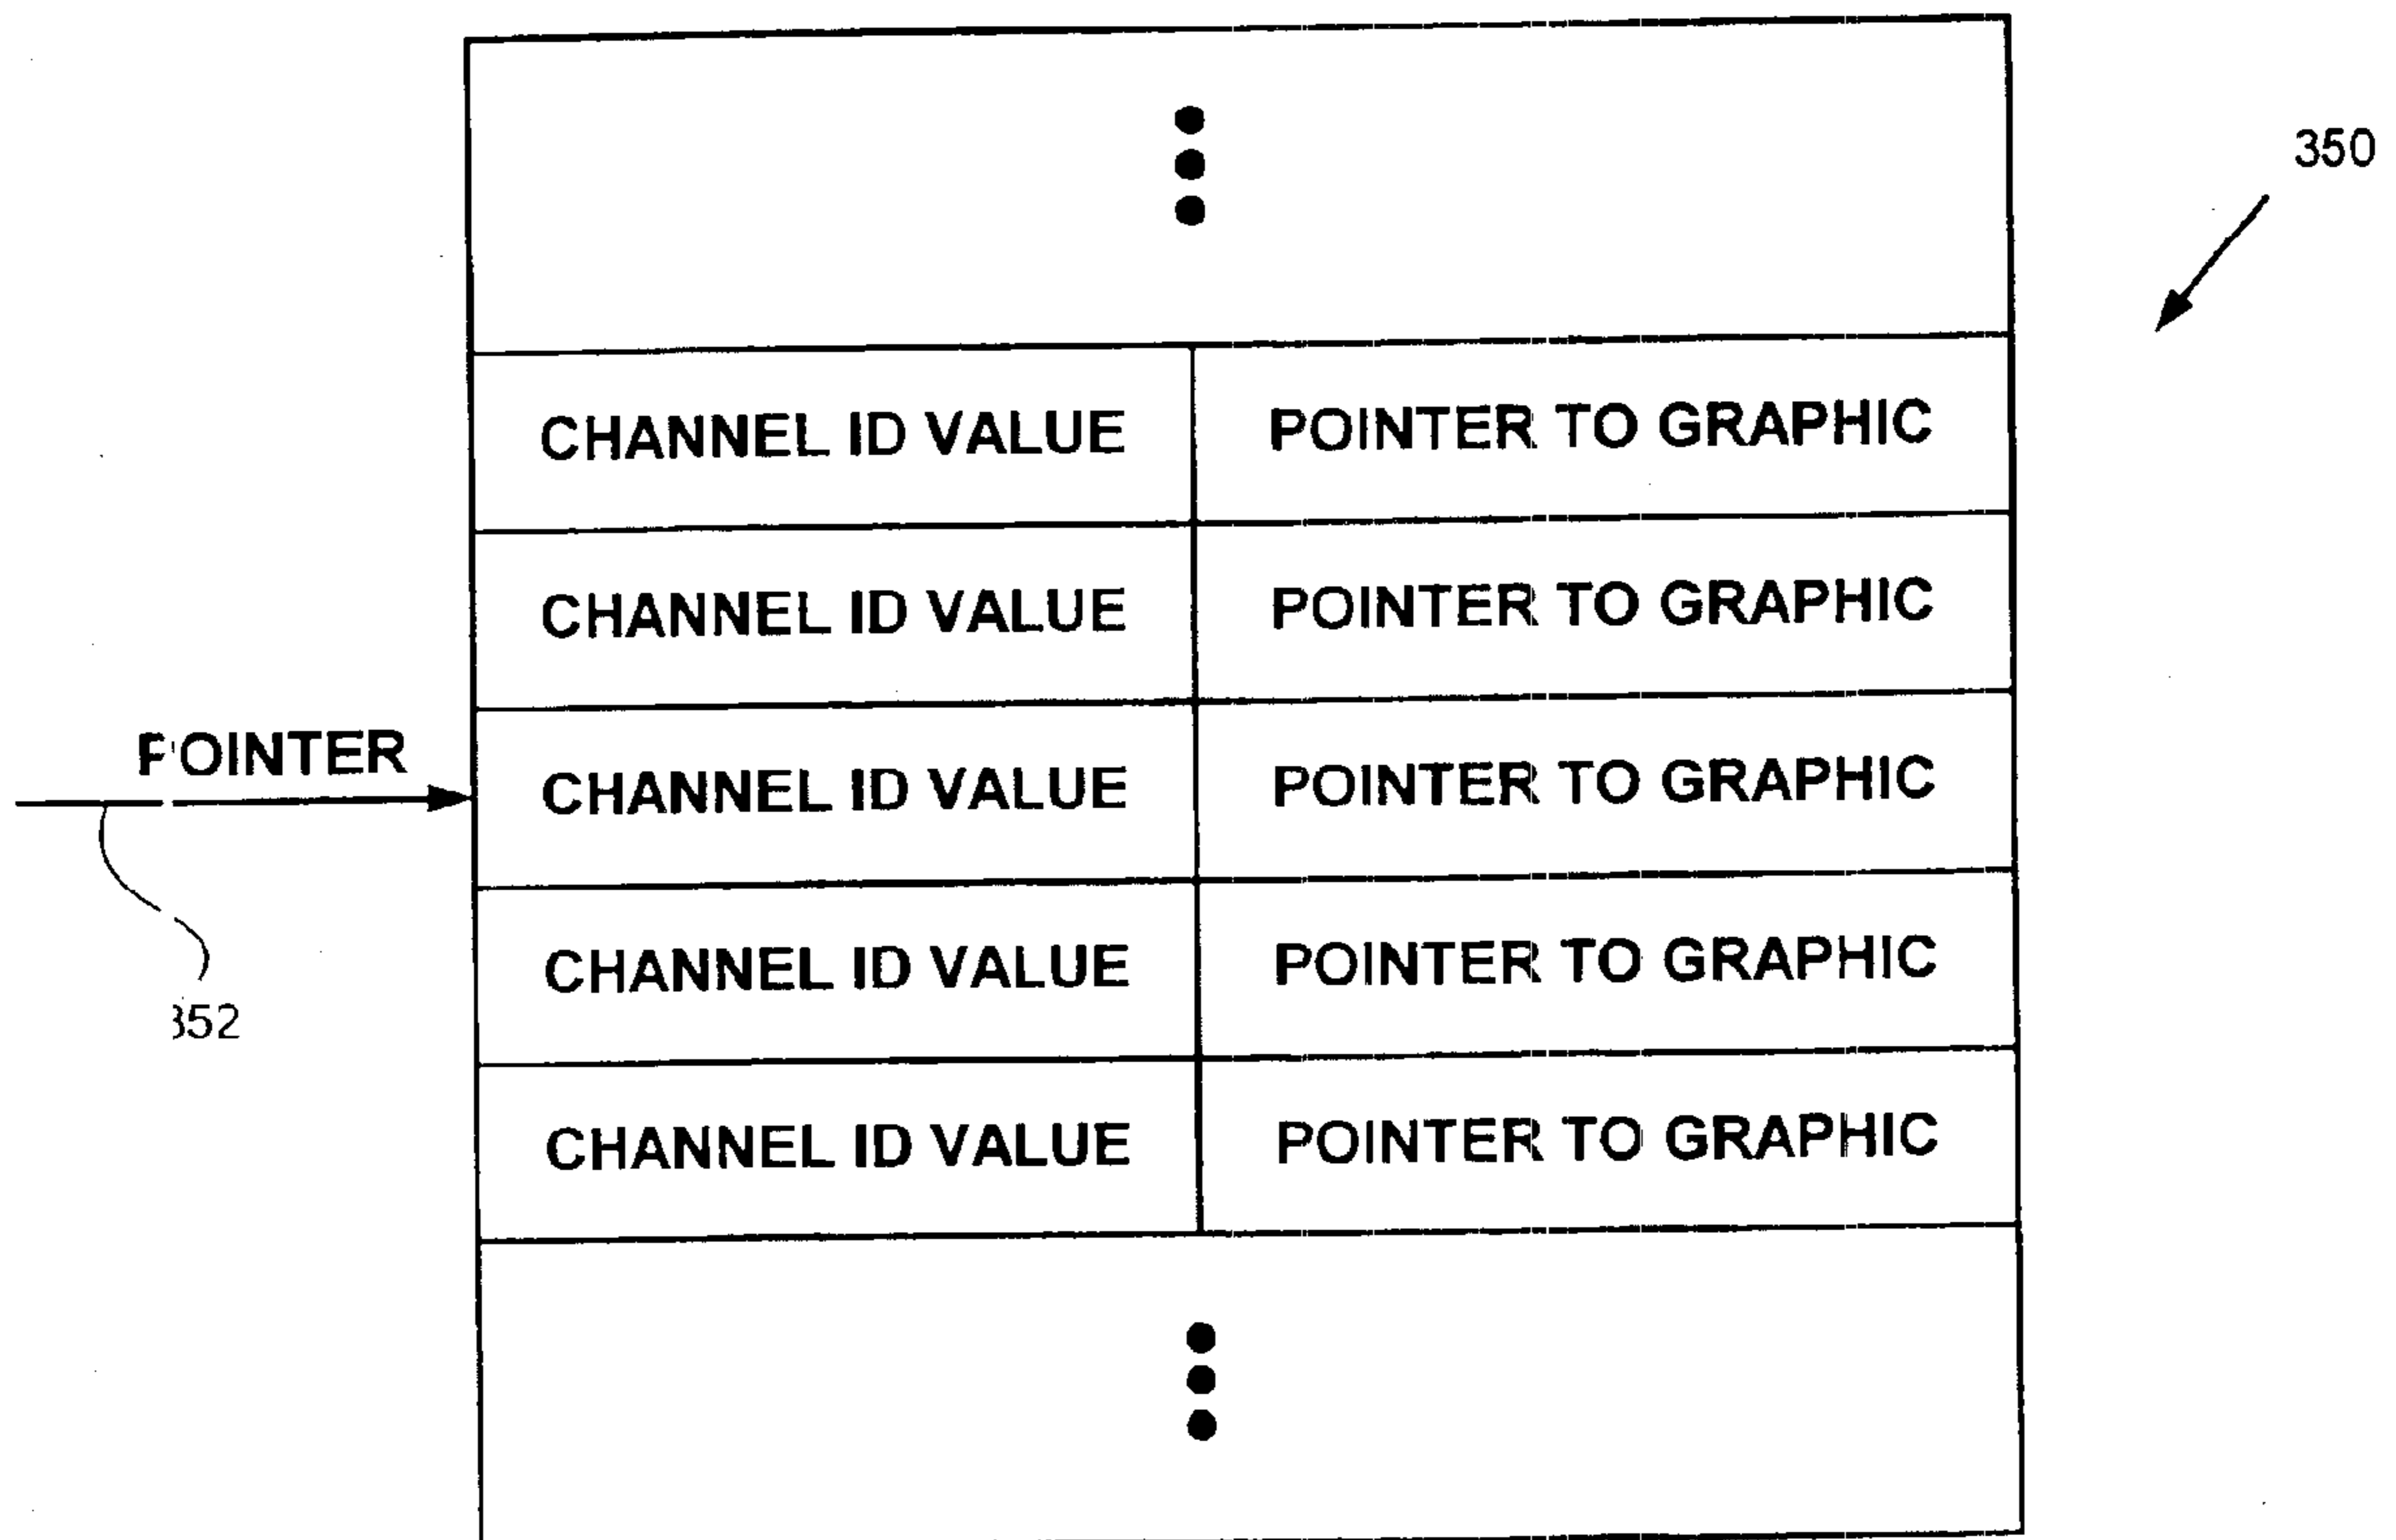 350
CHANNEL ID VALUE POINTER TO GRAPHIC
CHANNEL ID VALUE POINTER TO GRAPHIC
POINTER
CHANNEL ID VALUE POINTER TO GRAPHIC
CHANNEL ID VALUE POINTER TO GRAPHIC
352
CHANNEL ID VALUE POINTER TO GRAPHIC